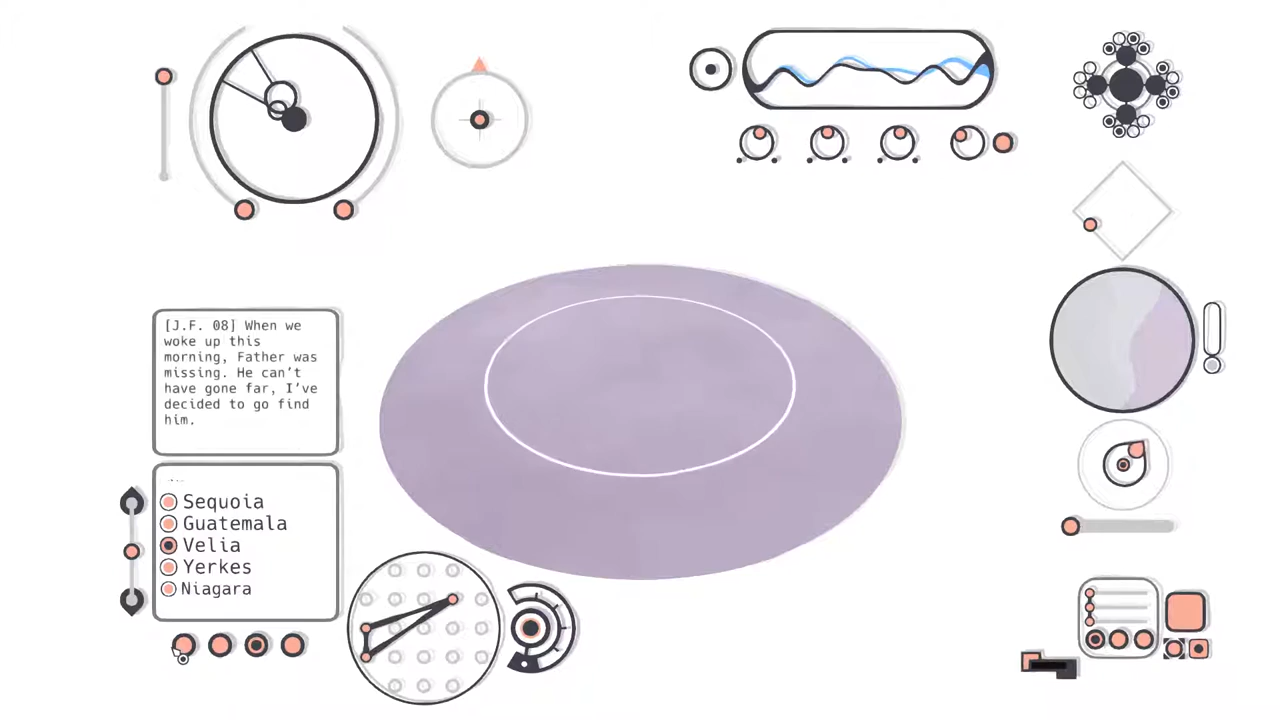 [J.F. 08] When we
woke up this
morning, Father was
missing. He can't
have gone far, I've
decided to go find
him.
Sequoia
Guatemala
Velia
Yerkes
Niagara